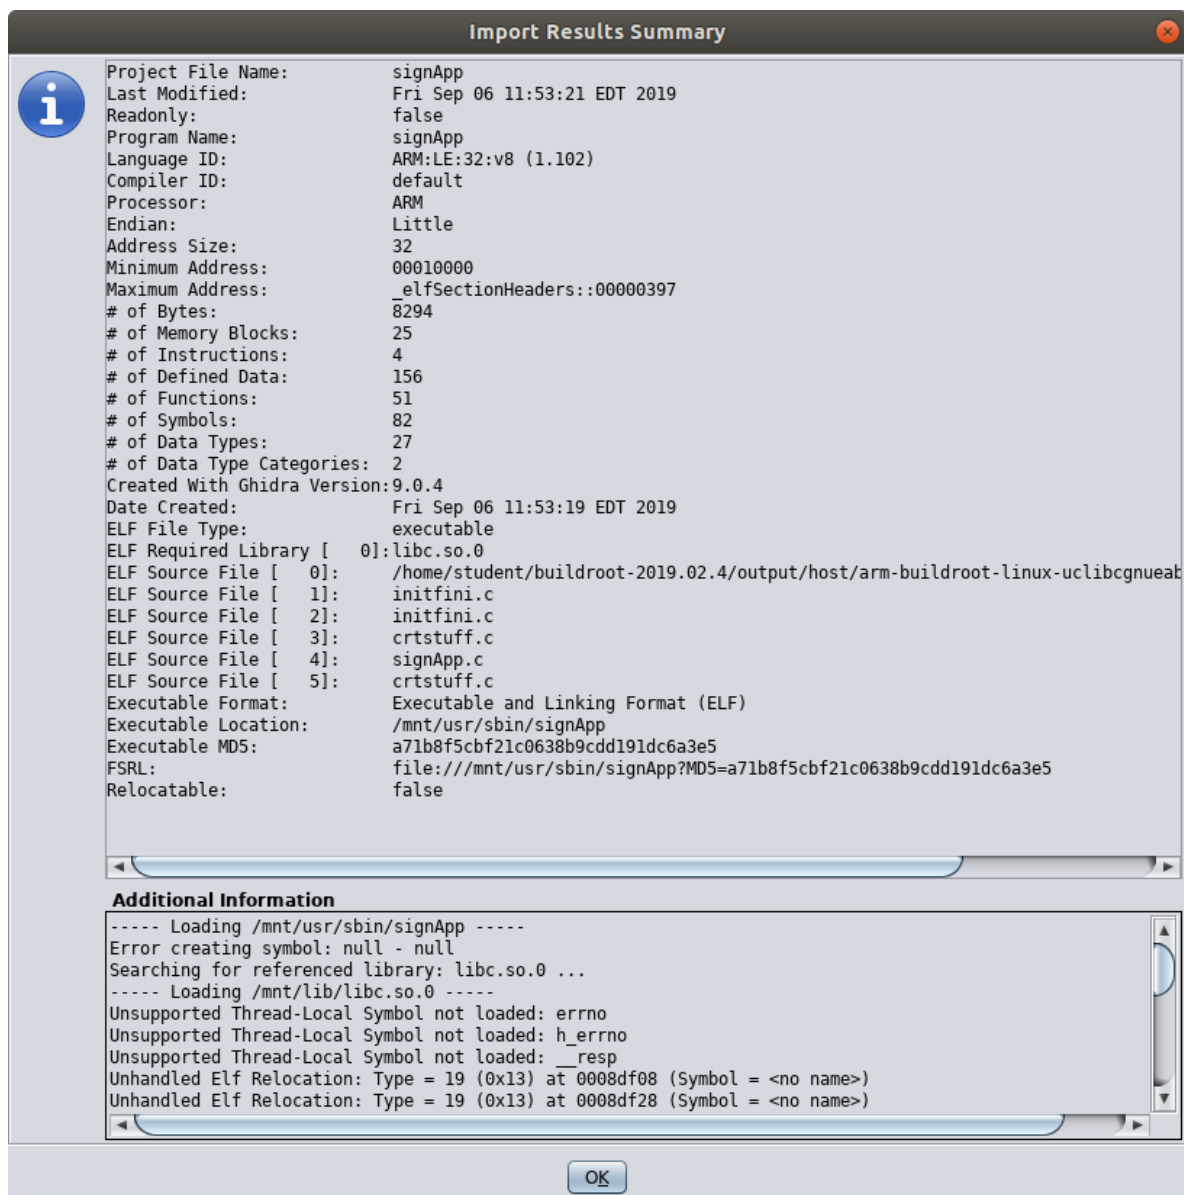 Import Results Summary
Project File Name: signApp
Last Modified: Fri Sep 06 11:53:21 EDT 2019
Readonly: false
Program Name: signApp
Language ID: ARM:LE:32:v8 (1.102)
Compiler ID: default
Processor: ARM
Endian: Little
Address Size: 32
Minimum Address: 00010000
Maximum Address: _elfSectionHeaders::00000397
# of Bytes: 8294
# of Memory Blocks: 25
# of Instructions: 4
# of Defined Data: 156
# of Functions: 51
# of Symbols: 82
# of Data Types: 27
# of Data Type Categories: 2
Created With Ghidra Version: 9.0.4
Date Created: Fri Sep 06 11:53:19 EDT 2019
ELF File Type: executable
ELF Required Library [ 0]: libc.so.0
ELF Source File [ 0]: /home/student/buildroot-2019.02.4/output/host/arm-buildroot-linux-uclibcgnueab
ELF Source File [ 1]: initfini.c
ELF Source File [ 2]: initfini.c
ELF Source File [ 3]: crtstuff.c
ELF Source File [ 4]: signApp.c
ELF Source File [ 5]: crtstuff.c
Executable Format: Executable and Linking Format (ELF)
Executable Location: /mnt/usr/sbin/signApp
Executable MD5: a71b8f5cbf21c0638b9cdd191dc6a3e5
FSRL: file:///mnt/usr/sbin/signApp?MD5=a71b8f5cbf21c0638b9cdd191dc6a3e5
Relocatable: false
Additional Information
----- Loading /mnt/usr/sbin/signApp -----
Error creating symbol: null - null
Searching for referenced library: libc.so.0 ...
----- Loading /mnt/lib/libc.so.0 -----
Unsupported Thread-Local Symbol not loaded: errno
Unsupported Thread-Local Symbol not loaded: h_errno
Unsupported Thread-Local Symbol not loaded: __resp
Unhandled Elf Relocation: Type = 19 (0x13) at 0008df08 (Symbol = <no name>)
Unhandled Elf Relocation: Type = 19 (0x13) at 0008df28 (Symbol = <no name>)
OK